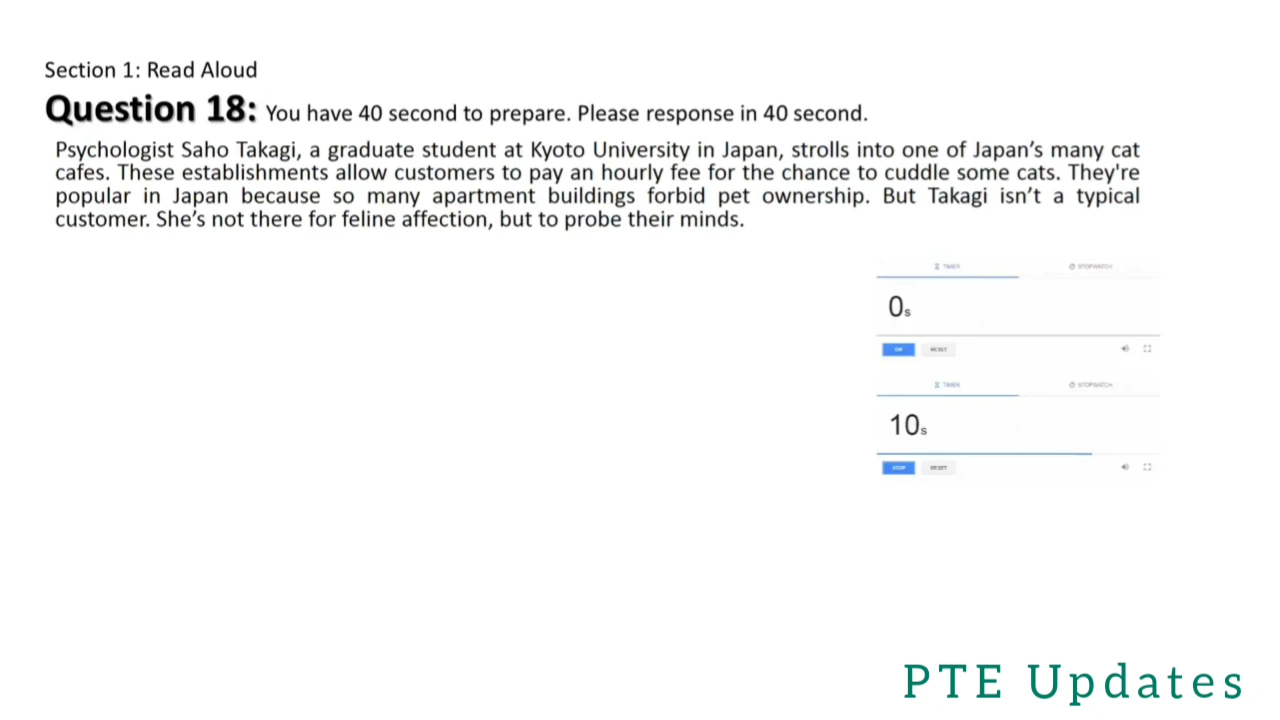 Section 1: Read Aloud
Question 18: You have 40 second to prepare. Please response in 40 second.
Psychologist Saho Takagi, a graduate student at Kyoto University in Japan, strolls into one of Japan’s many cat
cafes. These establishments allow customers to pay an hourly fee for the chance to cuddle some cats. They're
popular in Japan because so many apartment buildings forbid pet ownership. But Takagi isn’t a typical
customer. She’s not there for feline affection, but to probe their minds.
TIMER STOPWATCH
0s
RESET
TIMER STOPWATCH
10s
STOP RESET
PTE Updates